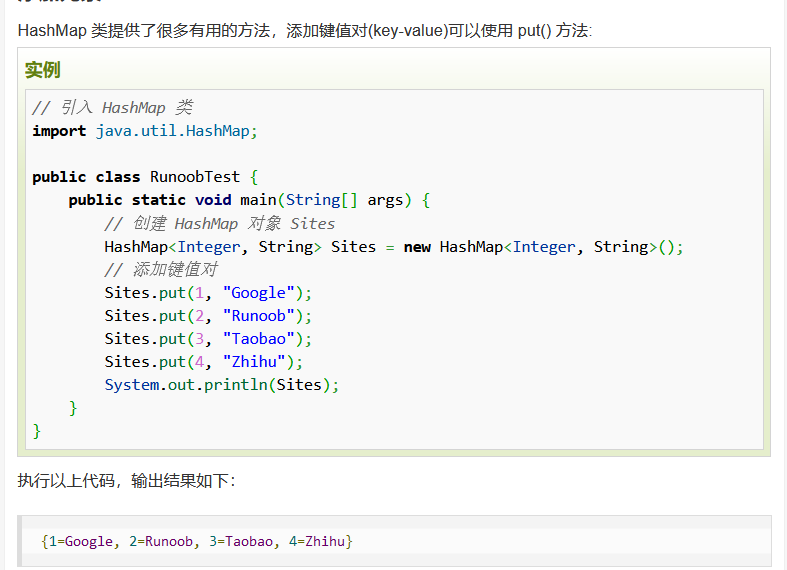 HashMap 类提供了很多有用的方法，添加键值对(key-value)可以使用 put() 方法:
实例
// 引入 HashMap 类
import java.util.HashMap;
public class RunoobTest {
    public static void main(String[] args) {
        // 创建 HashMap 对象 Sites
        HashMap<Integer, String> Sites = new HashMap<Integer, String>();
        // 添加键值对
        Sites.put(1, "Google");
        Sites.put(2, "Runoob");
        Sites.put(3, "Taobao");
        Sites.put(4, "Zhihu");
        System.out.println(Sites);
    }
}
执行以上代码，输出结果如下：
{1=Google, 2=Runoob, 3=Taobao, 4=Zhihu}